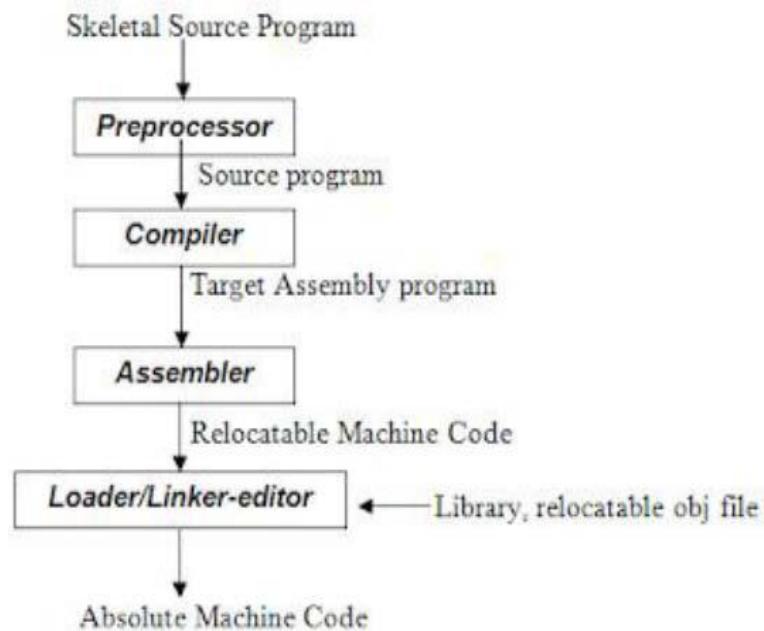 Skeletal Source Program
Preprocessor
Source program
Compiler
Target Assembly program
Assembler
Relocatable Machine Code
Loader/Linker-editor
Library, relocatable obj file
Absolute Machine Code